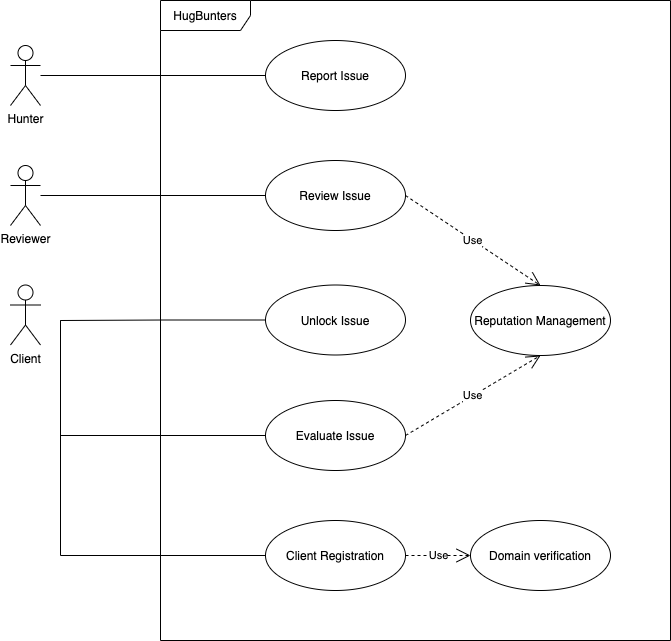 HugBunters
Report Issue
Hunter
Review Issue
Reviewer
Use
Unlock Issue
Reputation Management
Client
Use
Evaluate Issue
Client Registration
Use
Domain verification